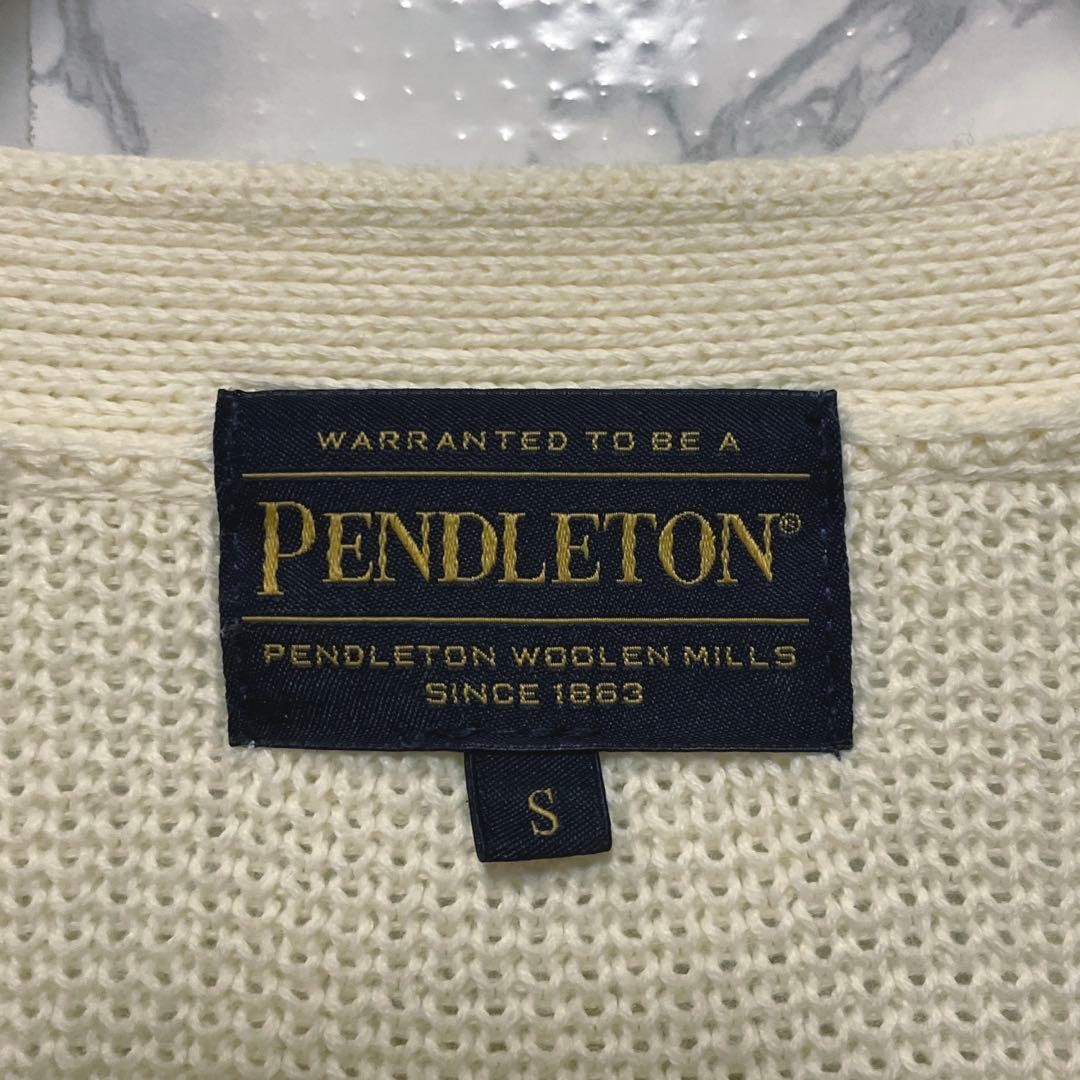 WARRANTED TO BE A
PENDLETON®
PENDLETON WOOLEN MILLS
SINCE 1863
S